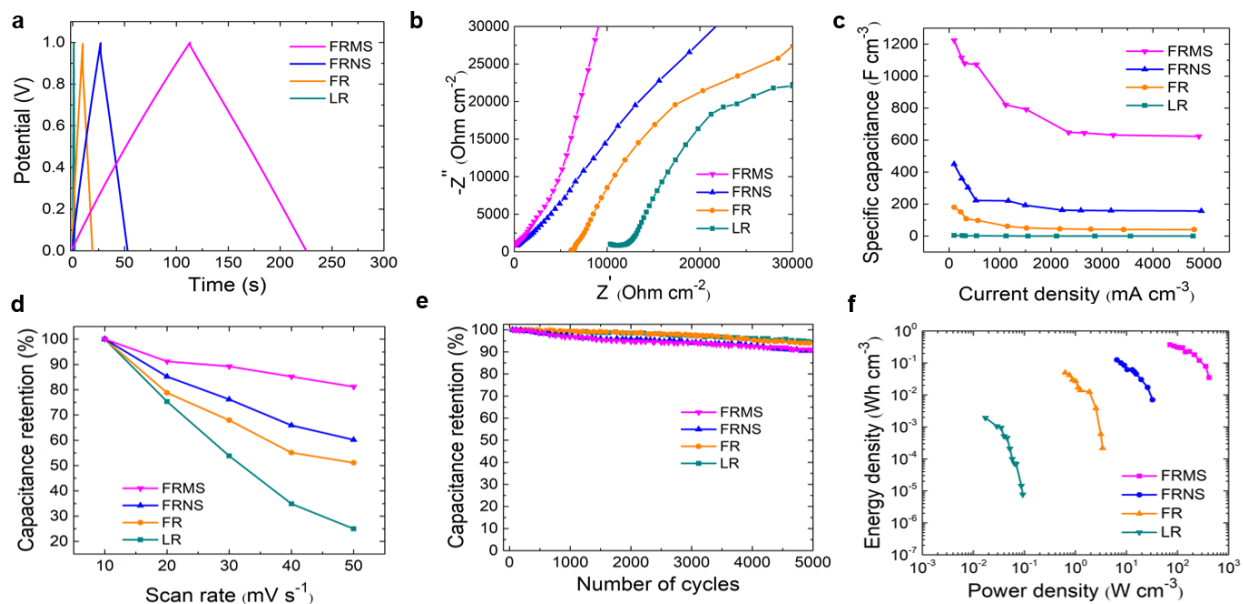 a
Potential (V)
1.0
0.8
0.6
0.4
0.2
0.0
FRMS
FRNS
FR
LR
0 50 100 150 200 250 300
Time (s)
b
-Z'' (Ohm cm-2)
30000
25000
20000
15000
10000
5000
0
FRMS
FRNS
FR
LR
0 10000 20000 30000
Z' (Ohm cm-2)
c
Specific capacitance (F cm-3)
1200
1000
800
600
400
200
0
FRMS
FRNS
FR
LR
0 1000 2000 3000 4000 5000
Current density (mA cm-3)
d
Capacitance retention (%)
100
90
80
70
60
50
40
30
20
FRMS
FRNS
FR
LR
10 20 30 40 50
Scan rate (mV s-1)
e
Capacitance retention (%)
100
90
80
70
60
50
40
30
20
10
0
FRMS
FRNS
FR
LR
0 1000 2000 3000 4000 5000
Number of cycles
f
Energy density (Wh cm-3)
10^0
10^-1
10^-2
10^-3
10^-4
10^-5
10^-6
10^-7
FRMS
FRNS
FR
LR
10^-3 10^-2 10^-1 10^0 10^1 10^2 10^3
Power density (W cm-3)